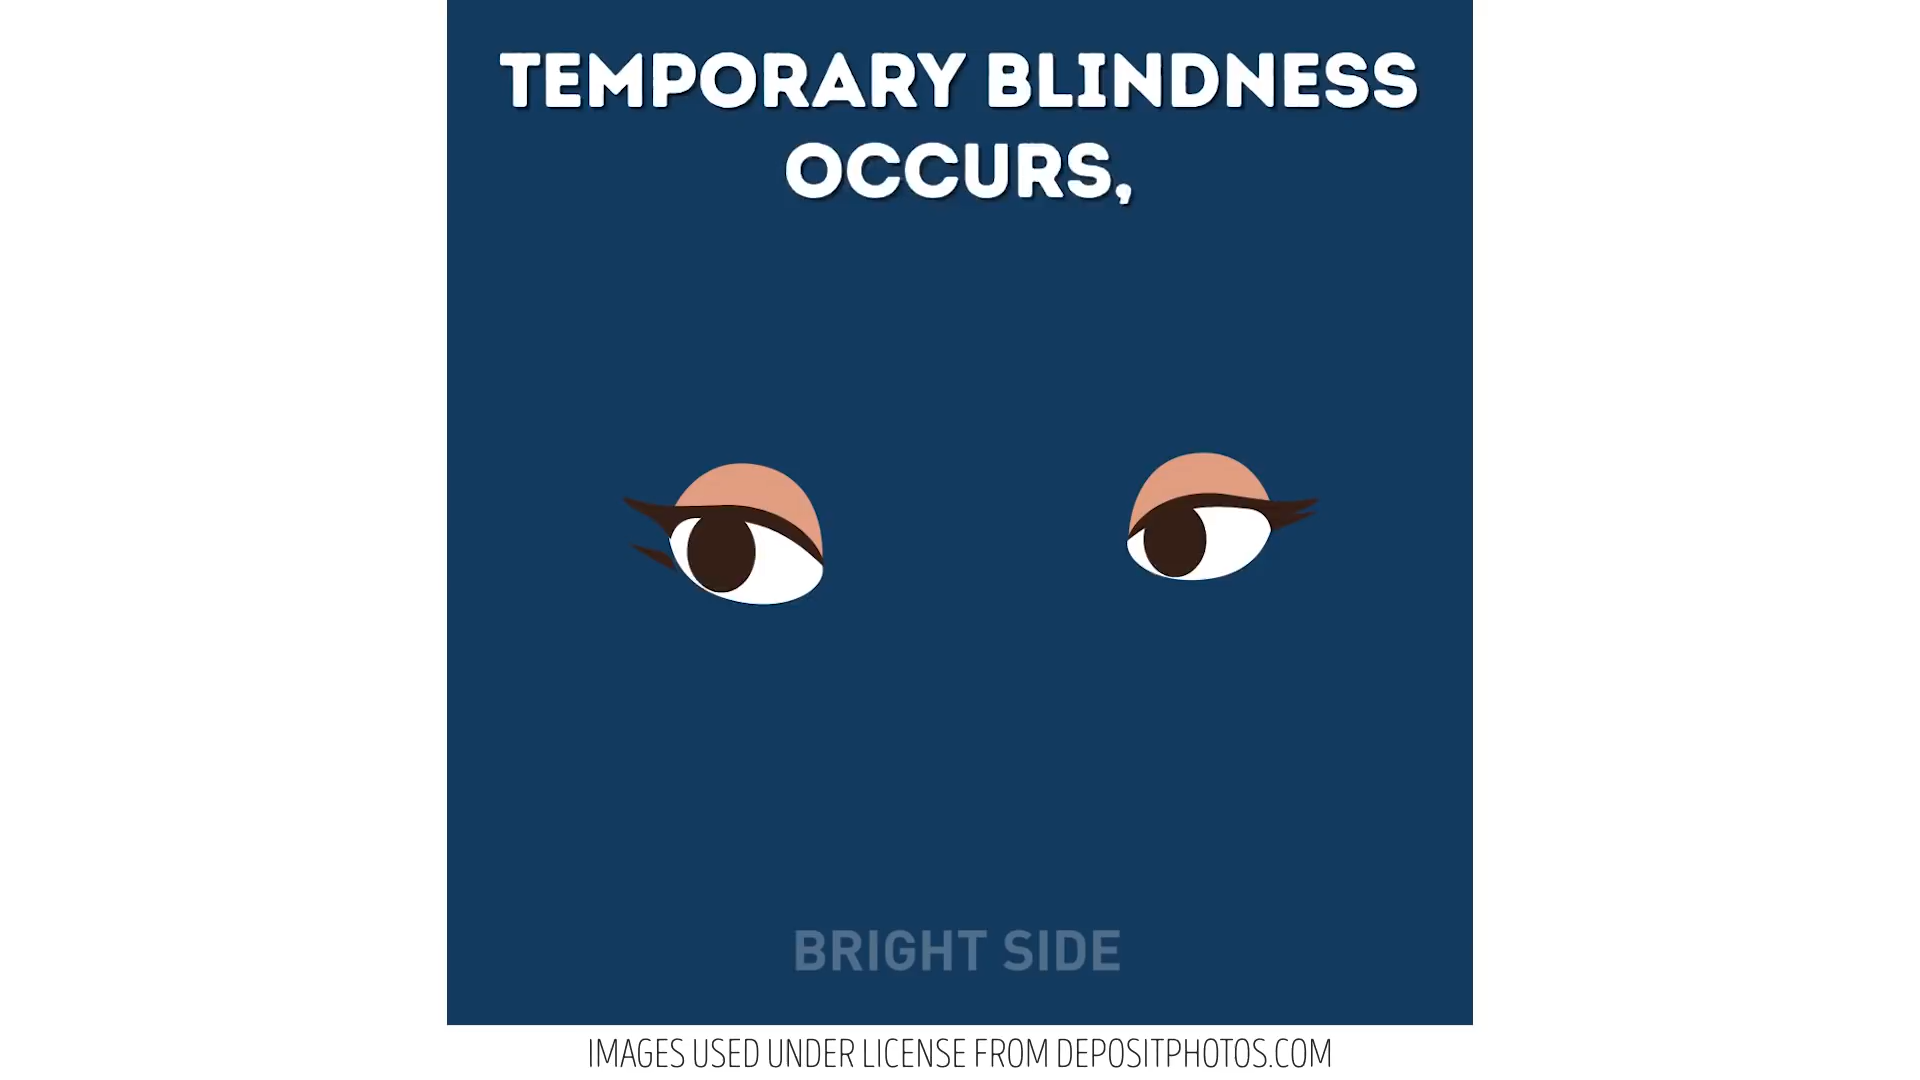 TEMPORARY BLINDNESS
OCCURS,
BRIGHT SIDE
IMAGES USED UNDER LICENSE FROM DEPOSITPHOTOS.COM